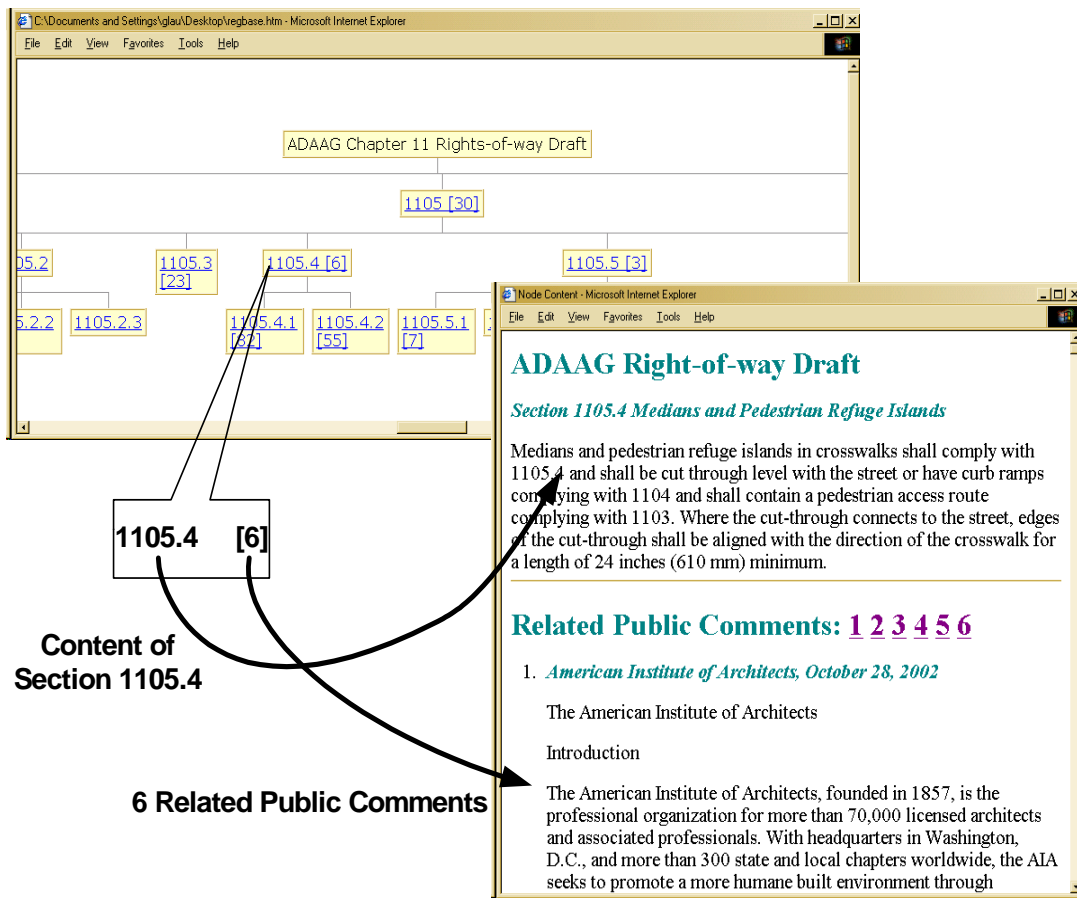 C:\Documents and Settings\glau\Desktop\regbase.htm - Microsoft Internet Explorer
File Edit View Favorites Tools Help
ADAAG Chapter 11 Rights-of-way Draft
1105 [30]
05.2
1105.3
[23]
1105.4 [6]
1105.5 [3]
5.2.2
1105.2.3
1105.4.1
[82]
1105.4.2
[55]
1105.5.1
[7]
1105.4 [6]
Content of
Section 1105.4
6 Related Public Comments
Node Content - Microsoft Internet Explorer
File Edit View Favorites Tools Help
ADAAG Right-of-way Draft
Section 1105.4 Medians and Pedestrian Refuge Islands
Medians and pedestrian refuge islands in crosswalks shall comply with
1105.4 and shall be cut through level with the street or have curb ramps
complying with 1104 and shall contain a pedestrian access route
complying with 1103. Where the cut-through connects to the street, edges
of the cut-through shall be aligned with the direction of the crosswalk for
a length of 24 inches (610 mm) minimum.
Related Public Comments: 1 2 3 4 5 6
1. American Institute of Architects, October 28, 2002
The American Institute of Architects
Introduction
The American Institute of Architects, founded in 1857, is the
professional organization for more than 70,000 licensed architects
and associated professionals. With headquarters in Washington,
D.C., and more than 300 state and local chapters worldwide, the AIA
seeks to promote a more humane built environment through